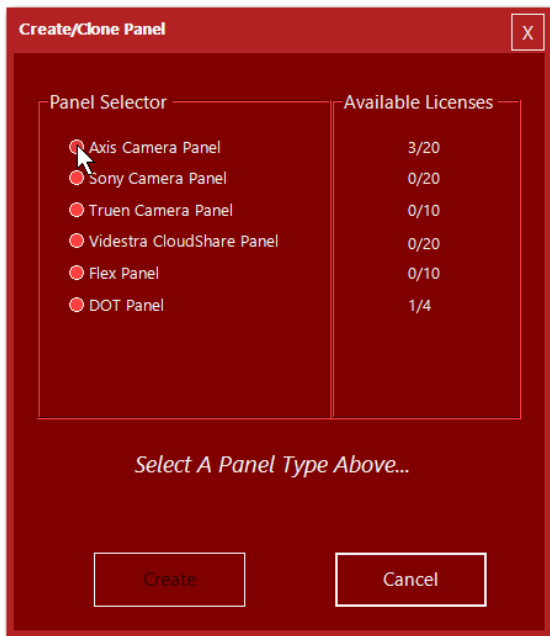 Create/Clone Panel X
Panel Selector Available Licenses
Axis Camera Panel 3/20
Sony Camera Panel 0/20
Truen Camera Panel 0/10
Videstra CloudShare Panel 0/20
Flex Panel 0/10
DOT Panel 1/4
Select A Panel Type Above...
Create Cancel